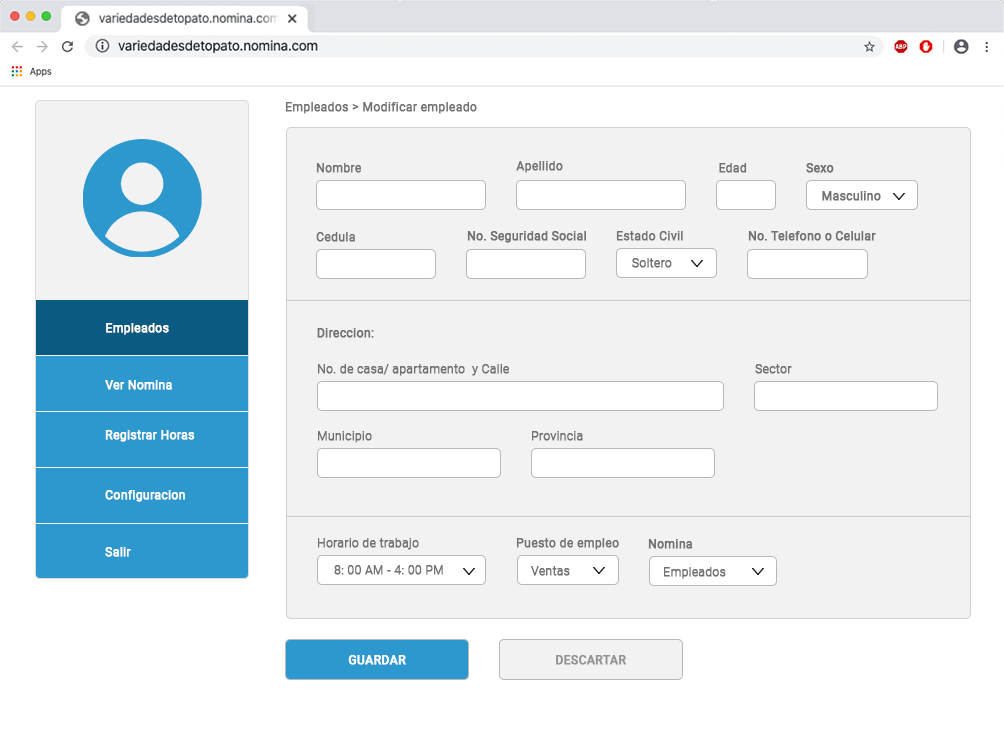 variedadesdetopato.nomina.com
variedadesdetopato.nomina.com
ABP
Apps
Empleados > Modificar empleado
Nombre
Apellido
Edad
Sexo
Masculino
Cedula
No. Seguridad Social
Estado Civil
No. Telefono o Celular
Soltero
Empleados
Ver Nomina
Registrar Horas
Configuracion
Salir
Direccion:
No. de casa/ apartamento y Calle
Sector
Municipio
Provincia
Horario de trabajo
Puesto de empleo
Nomina
8: 00 AM - 4: 00 PM
Ventas
Empleados
GUARDAR
DESCARTAR